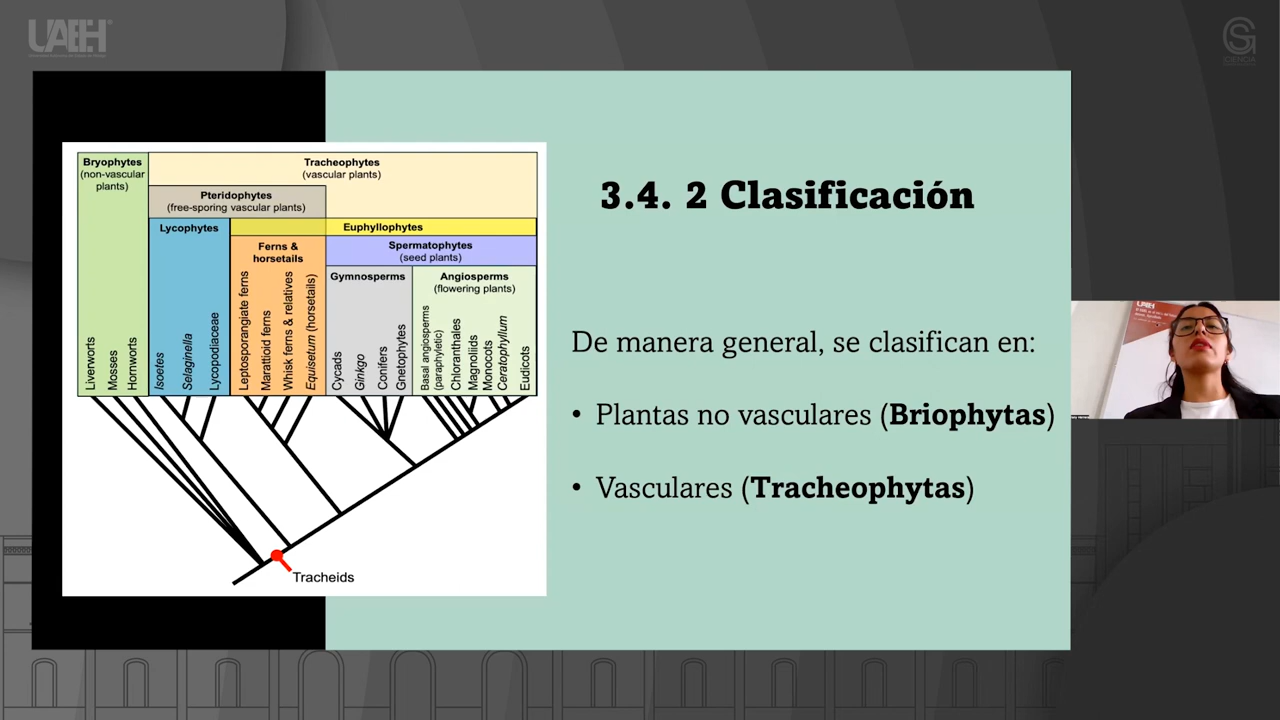 UAEH
CIENCIA
3.4. 2 Clasificación
De manera general, se clasifican en:
• Plantas no vasculares (Briophytas)
• Vasculares (Tracheophytas)
Bryophytes
(non-vascular
plants)
Tracheophytes
(vascular plants)
Pteridophytes
(free-sporing vascular plants)
Lycophytes
Euphyllophytes
Ferns &
horsetails
Spermatophytes
(seed plants)
Gymnosperms
Angiosperms
(flowering plants)
Liverworts
Mosses
Hornworts
Isoetes
Selaginella
Lycopodiaceae
Leptosporangiate ferns
Marattioid ferns
Whisk ferns & relatives
Equisetum (horsetails)
Cycads
Ginkgo
Conifers
Gnetophytes
Basal angiosperms
(paraphyletic)
Chloranthales
Magnoliids
Monocots
Ceratophyllum
Eudicots
Tracheids